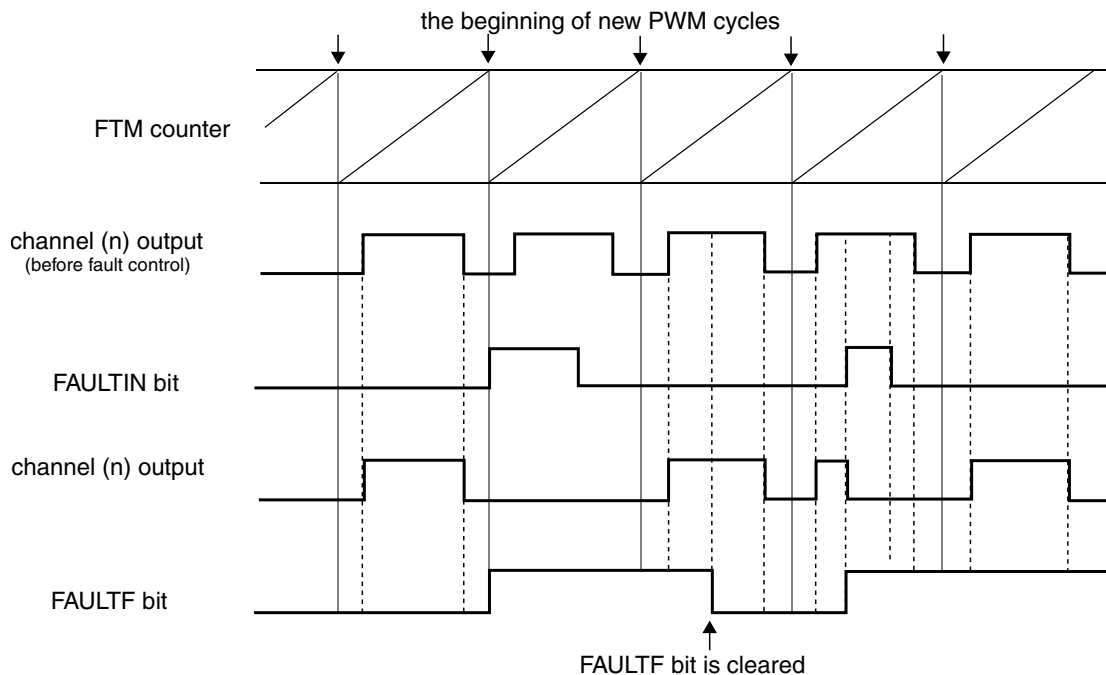 the beginning of new PWM cycles
FTM counter
channel (n) output
(before fault control)
FAULTIN bit
channel (n) output
FAULTF bit
FAULTF bit is cleared